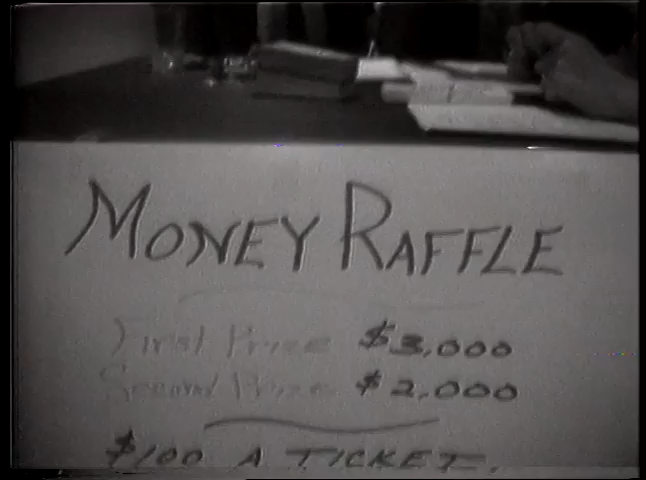 MONEY RAFFLE
First Prize $3,000
Second Prize $2,000
$100 A TICKET.